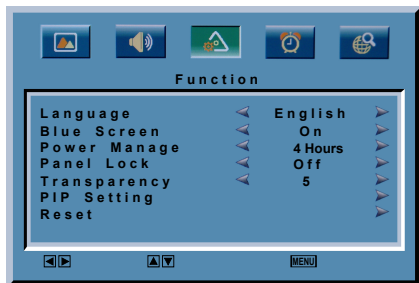 Function
Language English
Blue Screen On
Power Manage 4 Hours
Panel Lock Off
Transparency 5
PIP Setting
Reset
MENU